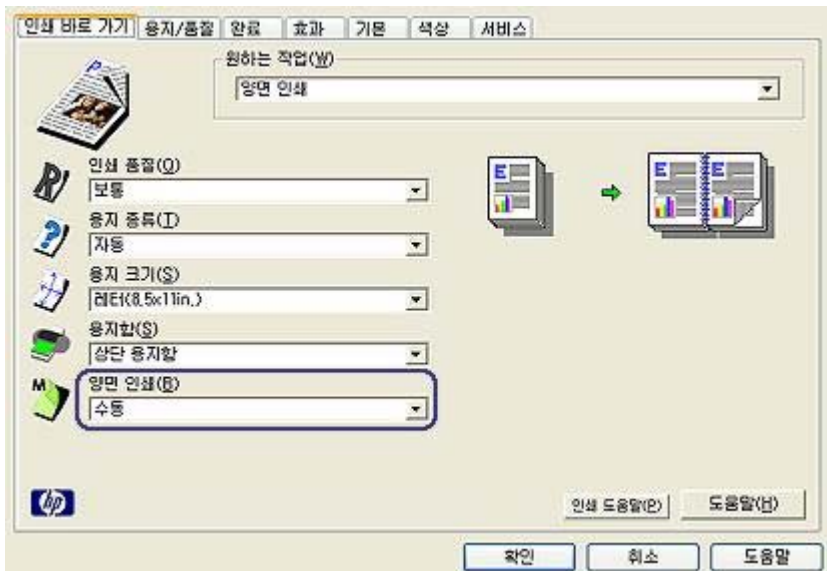 인쇄 바로 가기 용지/품질 완료 효과 기본 색상 서비스
원하는 작업(W)
양면 인쇄
인쇄 품질(Q)
보통
용지 종류(T)
자동
용지 크기(S)
레터(8.5x11in.)
용지함(S)
상단 용지함
양면 인쇄(B)
수동
hp
인쇄 도움말(P) 도움말(H)
확인 취소 도움말